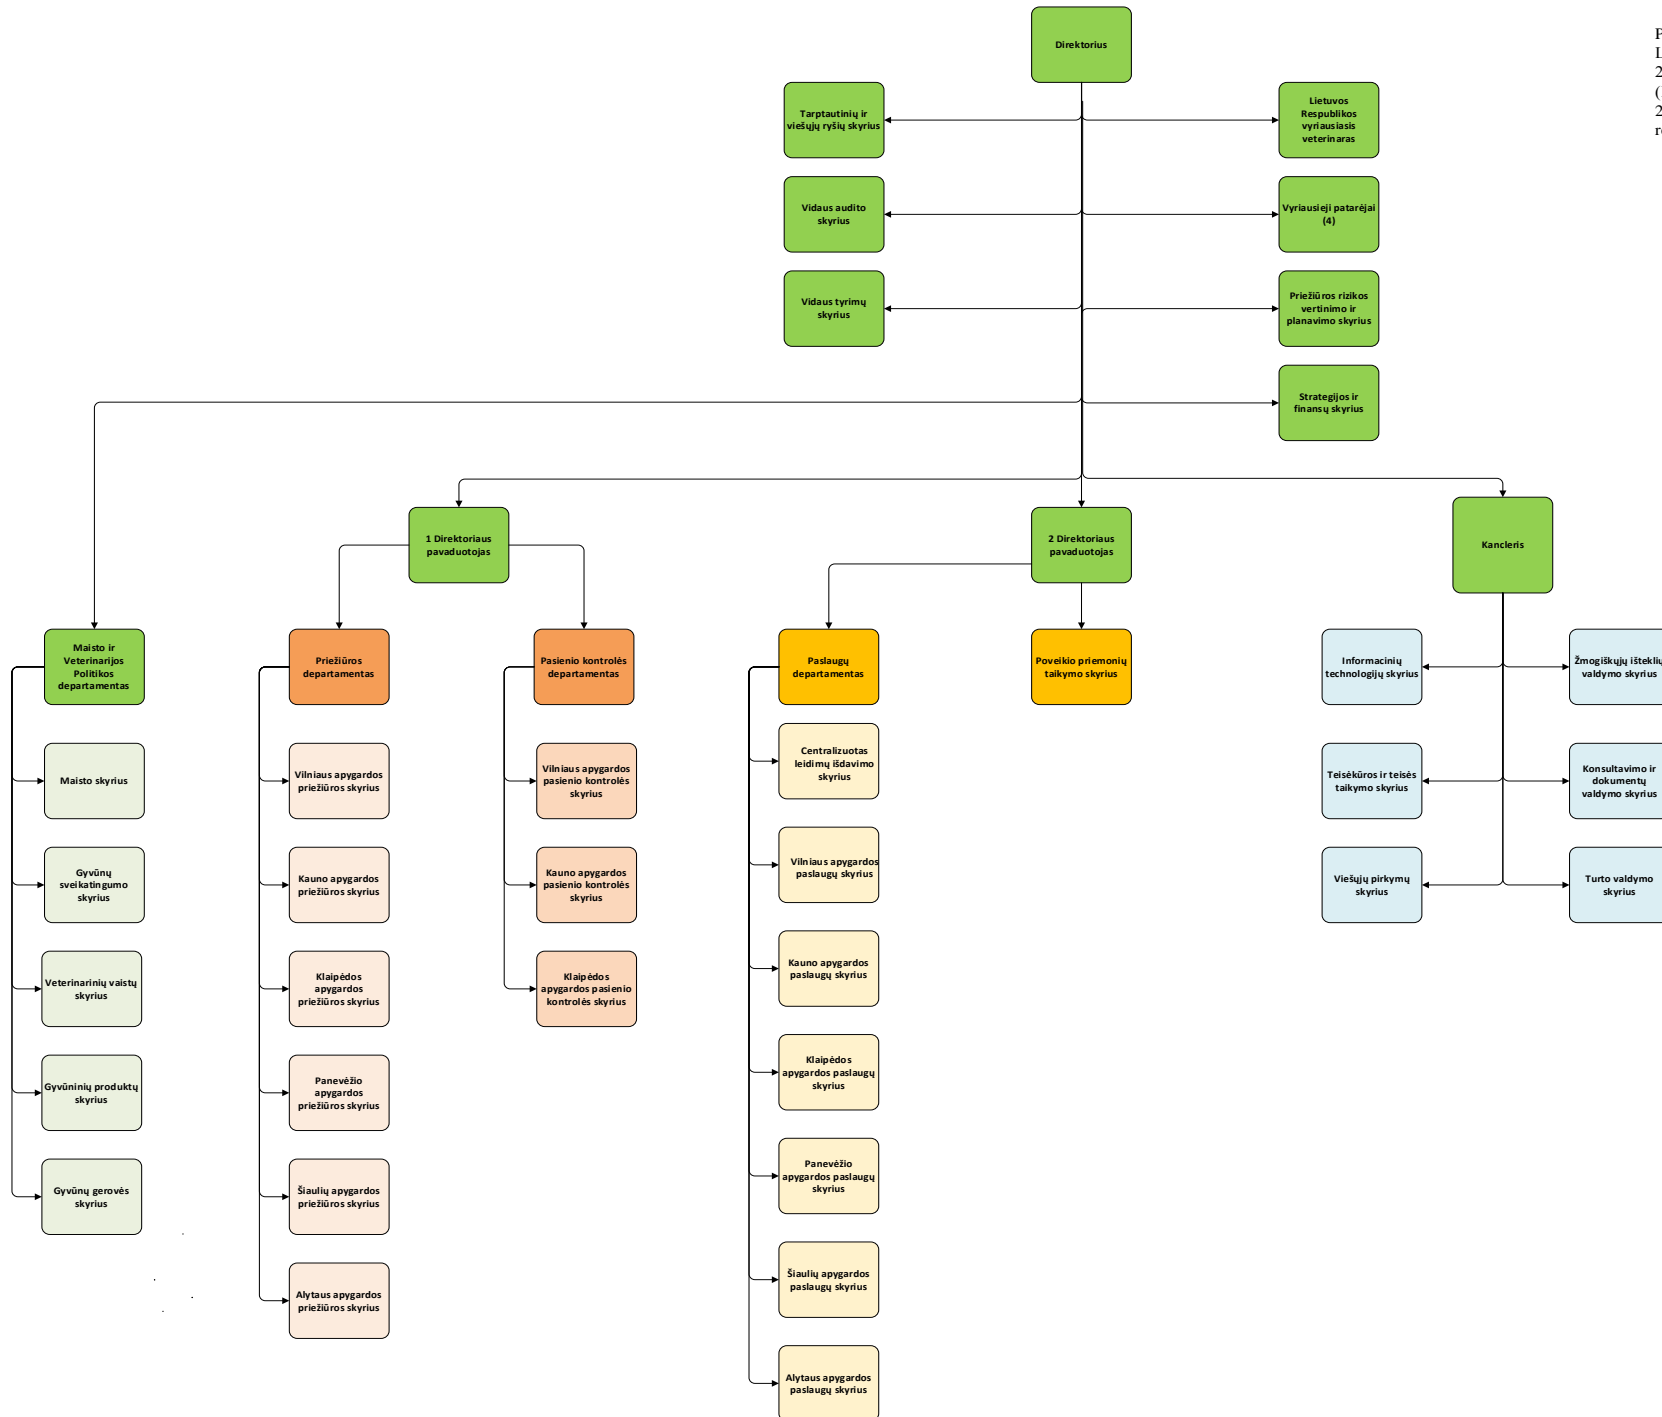 Direktorius
P
L
2
(
2
r
Tarptautinių ir
viešųjų ryšių skyrius
Lietuvos
Respublikos
vyriausiasis
veterinaras
Vidaus audito
skyrius
Vyriausieji patarėjai
(4)
Vidaus tyrimų
skyrius
Priežiūros rizikos
vertinimo ir
planavimo skyrius
Strategijos ir
finansų skyrius
1 Direktoriaus
pavaduotojas
2 Direktoriaus
pavaduotojas
Kancleris
Maisto ir
Veterinarijos
Politikos
departamentas
Priežiūros
departamentas
Pasienio kontrolės
departamentas
Paslaugų
departamentas
Poveikio priemonių
taikymo skyrius
Informacinių
technologijų skyrius
Žmogiškųjų išteklių
valdymo skyrius
Maisto skyrius
Vilniaus apygardos
priežiūros skyrius
Vilniaus apygardos
pasienio kontrolės
skyrius
Centralizuotas
leidimų išdavimo
skyrius
Teisėkūros ir teisės
taikymo skyrius
Konsultavimo ir
dokumentų
valdymo skyrius
Gyvūnų
sveikatingumo
skyrius
Kauno apygardos
priežiūros skyrius
Kauno apygardos
pasienio kontrolės
skyrius
Vilniaus apygardos
paslaugų skyrius
Viešųjų pirkymų
skyrius
Turto valdymo
skyrius
Veterinarinių vaistų
skyrius
Klaipėdos
apygardos
priežiūros skyrius
Klaipėdos
apygardos pasienio
kontrolės skyrius
Kauno apygardos
paslaugų skyrius
Gyvūninių produktų
skyrius
Panevėžio
apygardos
priežiūros skyrius
Klaipėdos
apygardos paslaugų
skyrius
Gyvūnų gerovės
skyrius
Šiaulių apygardos
priežiūros skyrius
Panevėžio
apygardos paslaugų
skyrius
Alytaus apygardos
priežiūros skyrius
Šiaulių apygardos
paslaugų skyrius
Alytaus apygardos
paslaugų skyrius